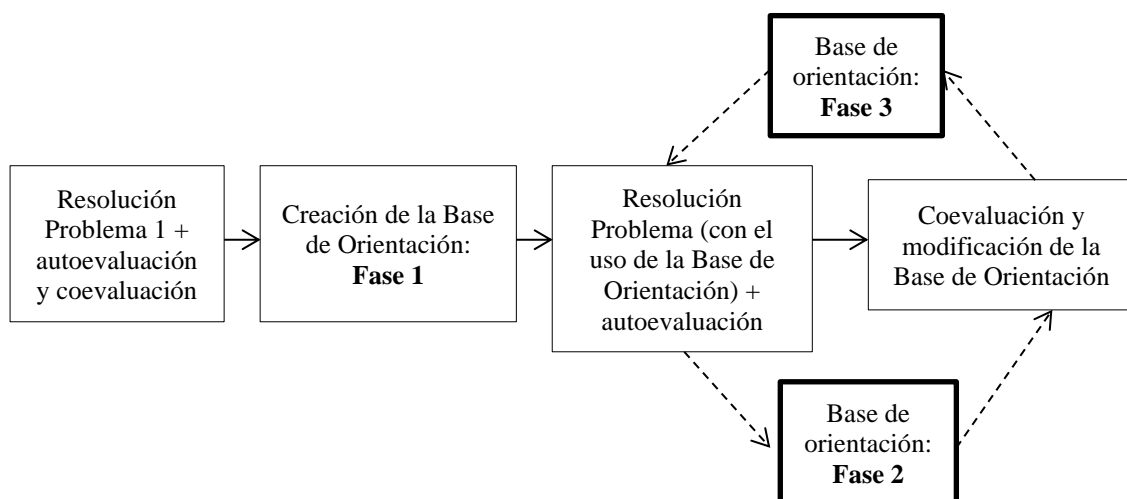 Base de
orientación:
Fase 3
Resolución
Problema 1 +
autoevaluación
y coevaluación
Creación de la Base
de Orientación:
Fase 1
Resolución
Problema (con el
uso de la Base de
Orientación) +
autoevaluación
Coevaluación y
modificación de la
Base de Orientación
Base de
orientación:
Fase 2